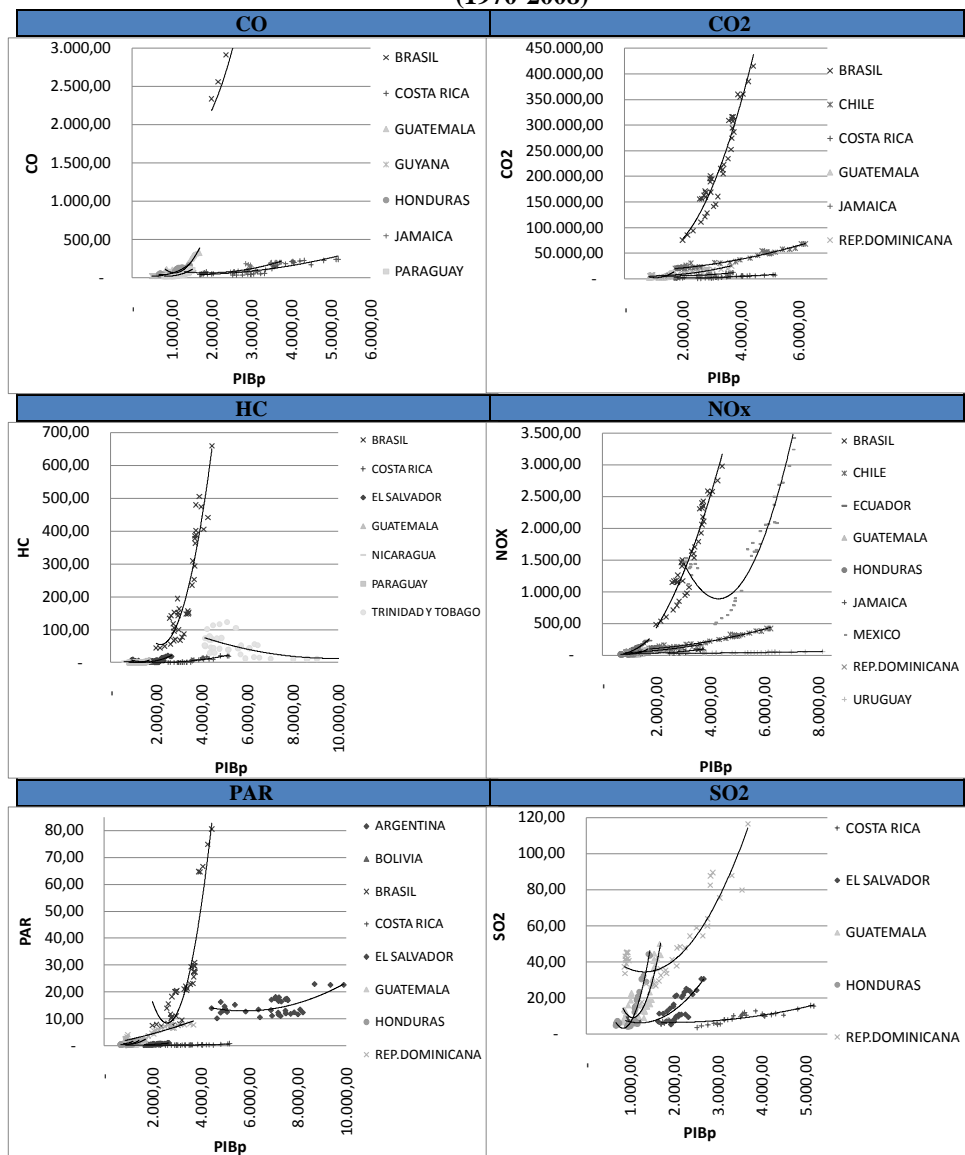 (1970-2008)
CO
CO2
3.000,00
2.500,00
2.000,00
1.500,00
1.000,00
500,00
-
CO
-
1.000,00
2.000,00
3.000,00
4.000,00
5.000,00
6.000,00
PIBp
BRASIL
COSTA RICA
GUATEMALA
GUYANA
HONDURAS
JAMAICA
PARAGUAY
450.000,00
400.000,00
350.000,00
300.000,00
250.000,00
200.000,00
150.000,00
100.000,00
50.000,00
-
CO2
-
2.000,00
4.000,00
6.000,00
PIBp
BRASIL
CHILE
COSTA RICA
GUATEMALA
JAMAICA
REP.DOMINICANA
HC
NOx
700,00
600,00
500,00
400,00
300,00
200,00
100,00
-
HC
-
2.000,00
4.000,00
6.000,00
8.000,00
10.000,00
PIBp
BRASIL
COSTA RICA
EL SALVADOR
GUATEMALA
NICARAGUA
PARAGUAY
TRINIDAD Y TOBAGO
3.500,00
3.000,00
2.500,00
2.000,00
1.500,00
1.000,00
500,00
-
NOX
-
2.000,00
4.000,00
6.000,00
8.000,00
PIBp
BRASIL
CHILE
ECUADOR
GUATEMALA
HONDURAS
JAMAICA
MEXICO
REP.DOMINICANA
URUGUAY
PAR
SO2
80,00
70,00
60,00
50,00
40,00
30,00
20,00
10,00
-
PAR
-
2.000,00
4.000,00
6.000,00
8.000,00
10.000,00
PIBp
ARGENTINA
BOLIVIA
BRASIL
COSTA RICA
EL SALVADOR
GUATEMALA
HONDURAS
REP.DOMINICANA
120,00
100,00
80,00
60,00
40,00
20,00
-
SO2
-
1.000,00
2.000,00
3.000,00
4.000,00
5.000,00
PIBp
COSTA RICA
EL SALVADOR
GUATEMALA
HONDURAS
REP.DOMINICANA